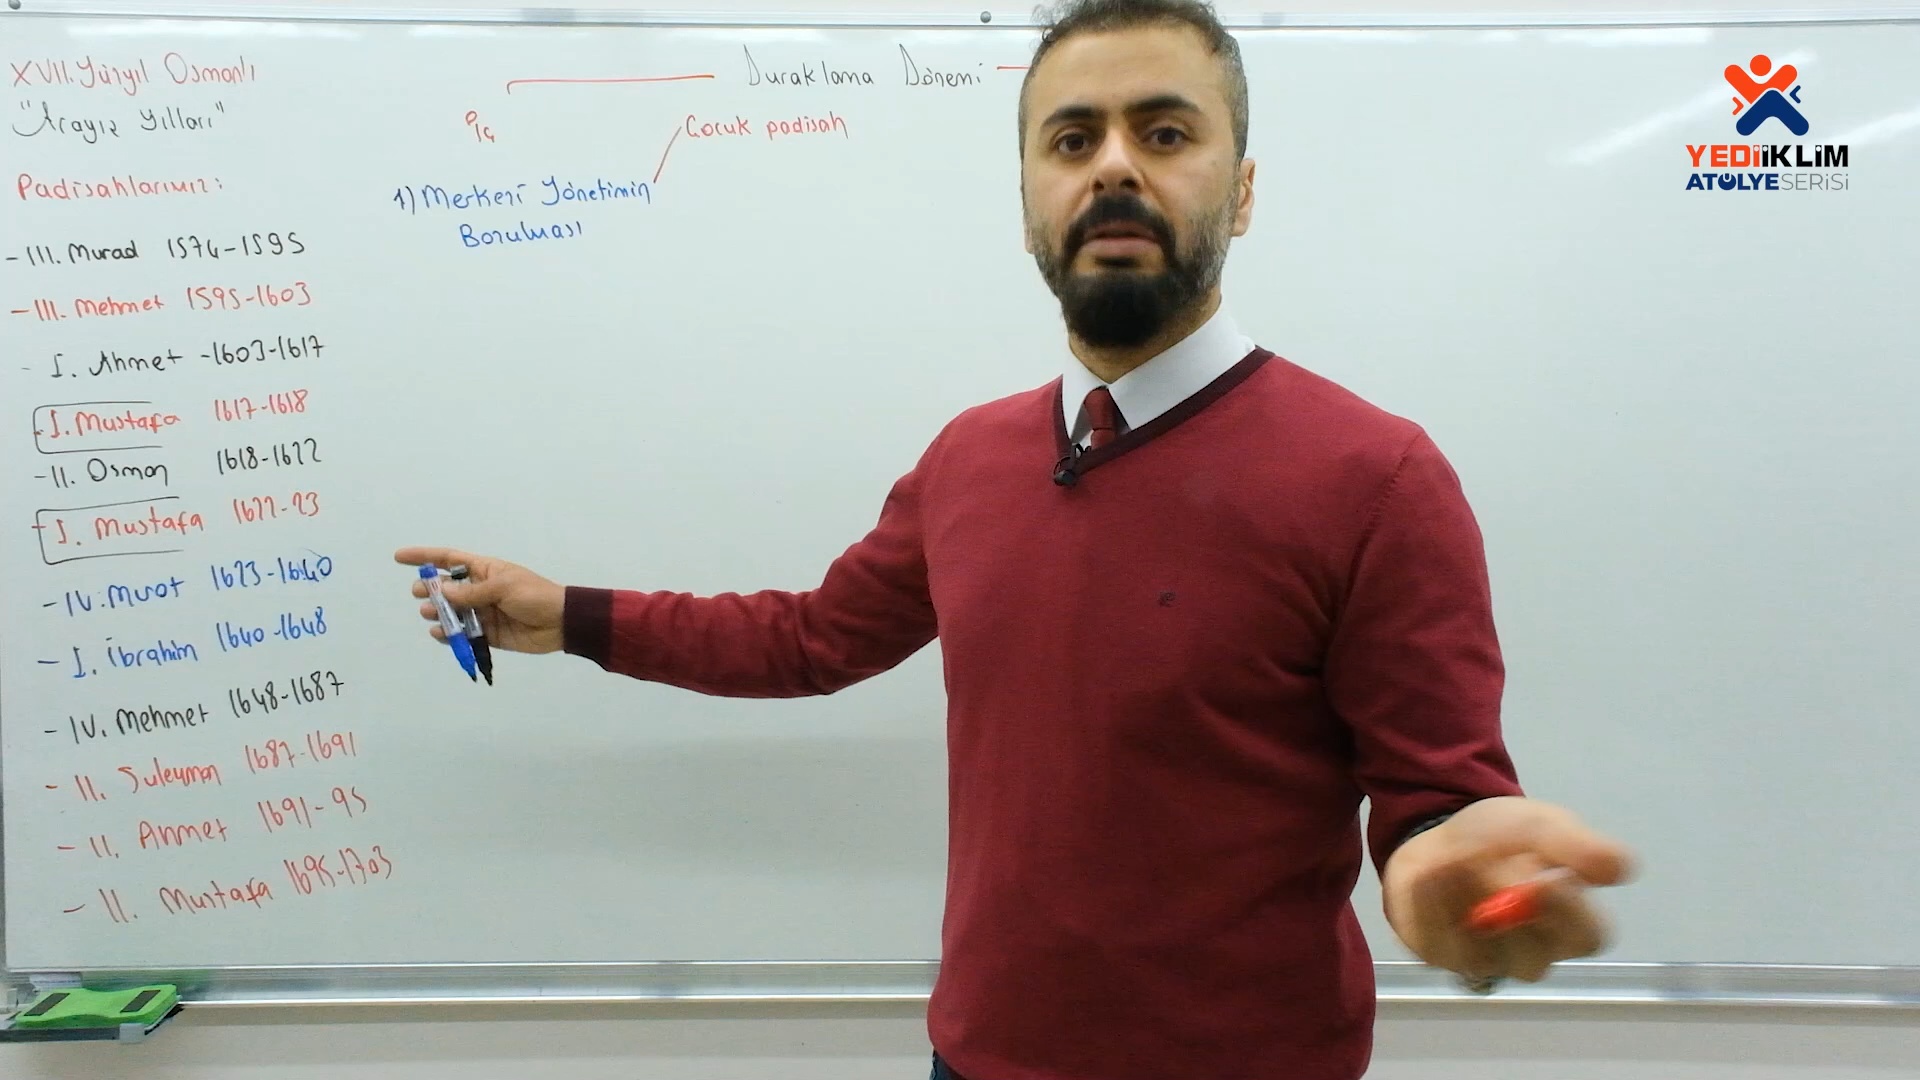 XVII. Yüzyıl Osmanlı
"Arayış Yılları"
Padişahlarımız:
- III. Murad 1574-1595
- III. Mehmet 1595-1603
- I. Ahmet -1603-1617
- I. Mustafa 1617-1618
- II. Osman 1618-1622
- I. Mustafa 1622-23
- IV. Murat 1623-1640
- I. İbrahim 1640-1648
- IV. Mehmet 1648-1687
- II. Süleyman 1687-1691
- II. Ahmet 1691-95
- II. Mustafa 1695-1703
Duraklama Dönemi
İç
Çocuk padişah
1) Merkezi Yönetimin
Bozulması
YEDİİKLİM
ATÖLYE SERİSİ